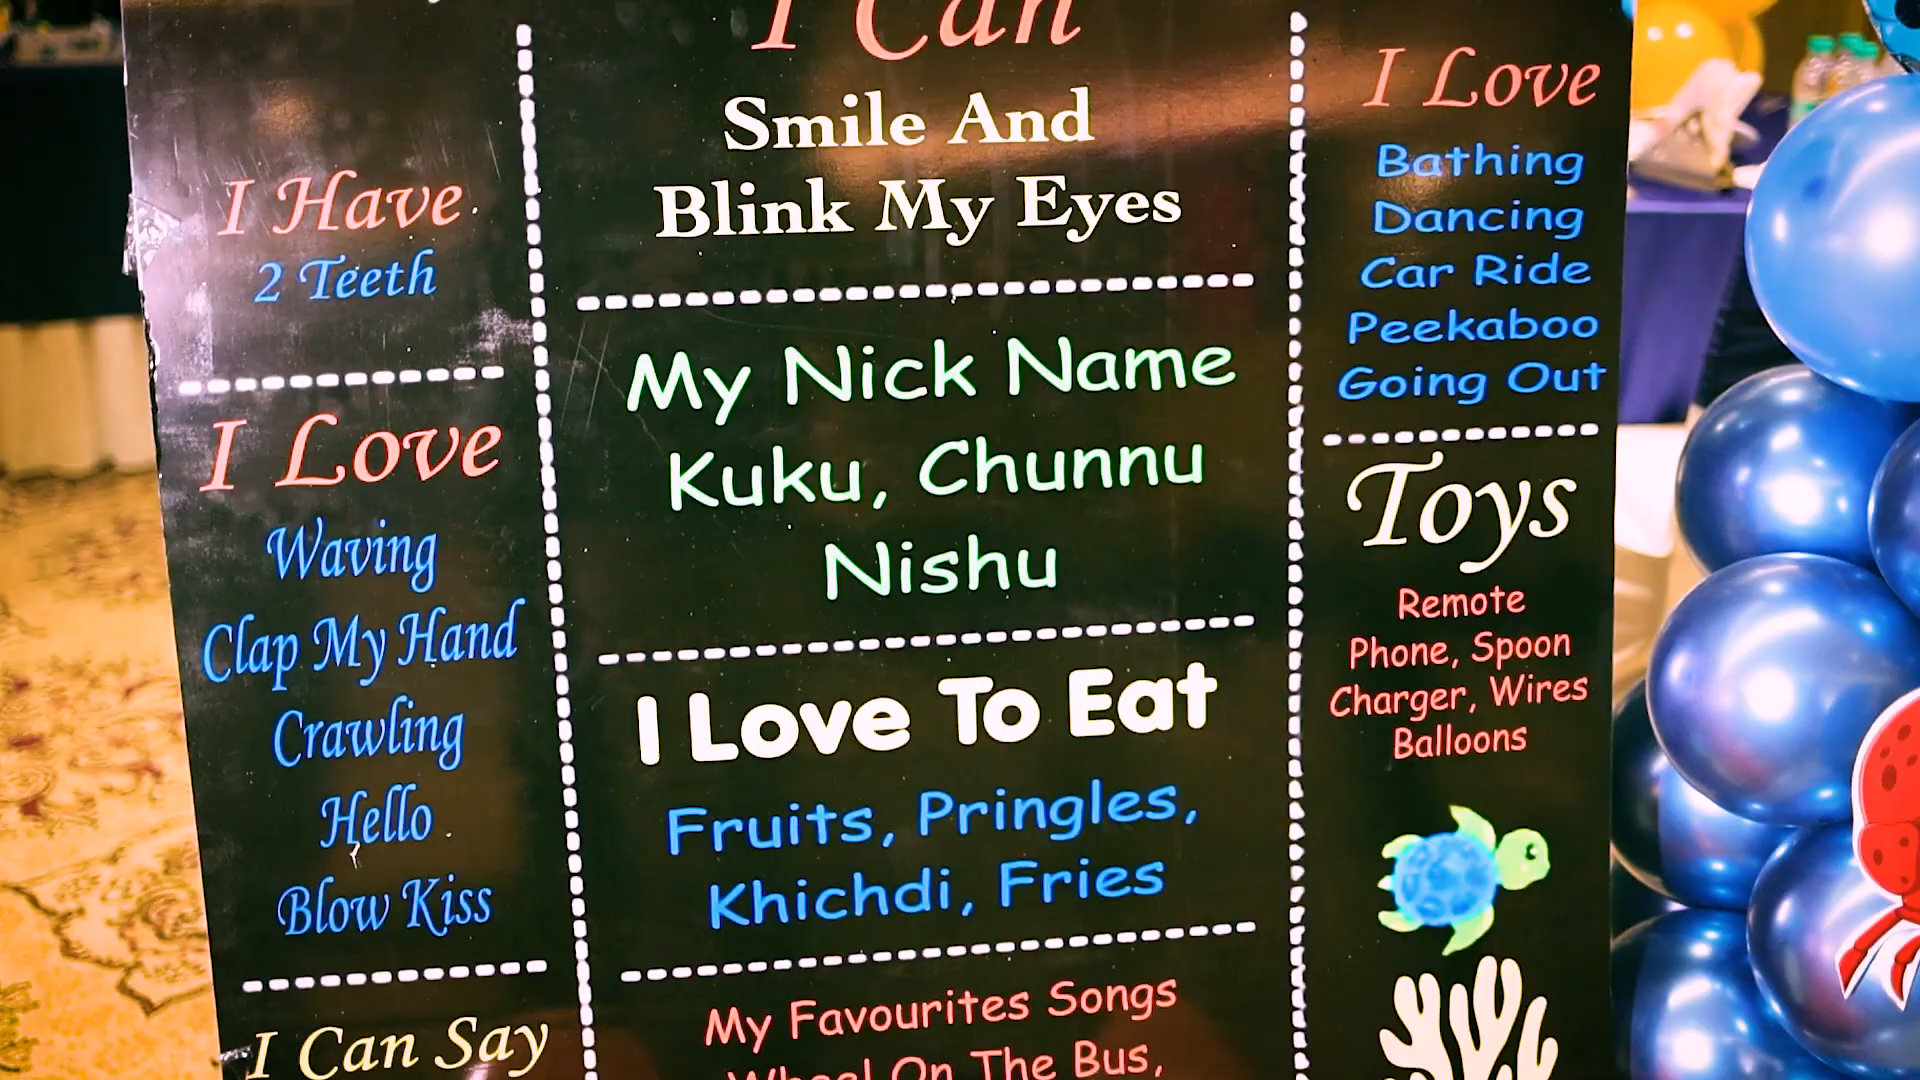 I Have
2 Teeth
I Love
Waving
Clap My Hand
Crawling
Hello
Blow Kiss
I Can Say
I Can
Smile And
Blink My Eyes
My Nick Name
Kuku, Chunnu
Nishu
I Love To Eat
Fruits, Pringles,
Khichdi, Fries
My Favourites Songs
Wheel On The Bus,
I Love
Bathing
Dancing
Car Ride
Peekaboo
Going Out
Toys
Remote
Phone, Spoon
Charger, Wires
Balloons